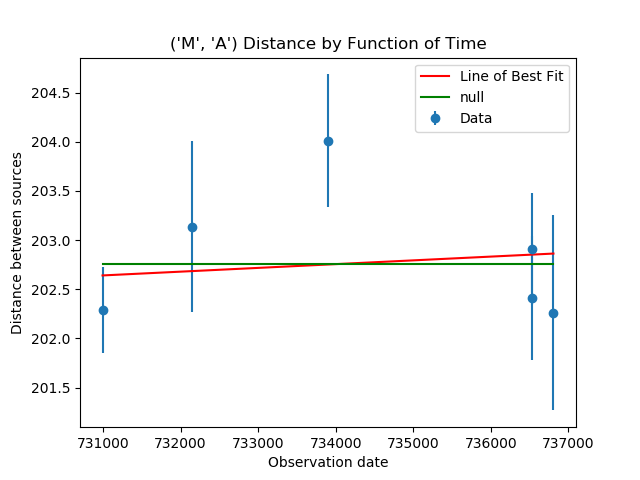 ('M', 'A') Distance by Function of Time
Line of Best Fit
null
Data
204.5
204.0
203.5
203.0
202.5
202.0
201.5
Distance between sources
731000 732000 733000 734000 735000 736000 737000
Observation date